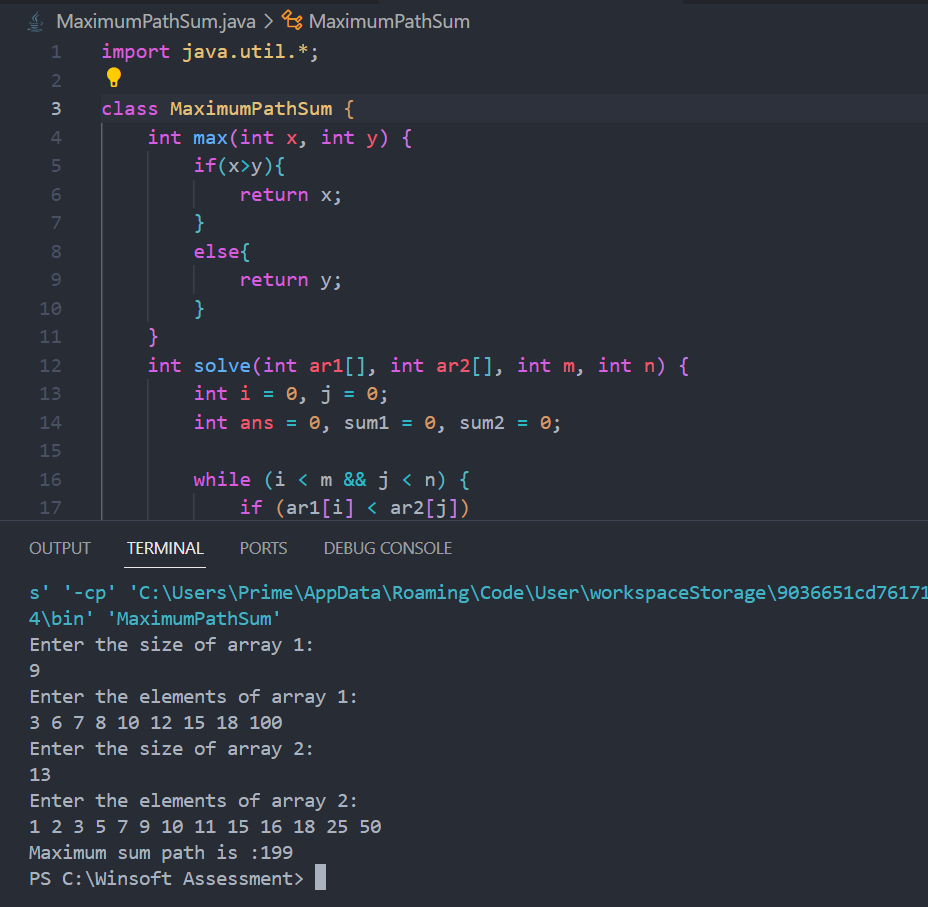 MaximumPathSum.java > MaximumPathSum
1 import java.util.*;
2
3 class MaximumPathSum {
4 int max(int x, int y) {
5 if(x>y){
6 return x;
7 }
8 else{
9 return y;
10 }
11 }
12 int solve(int ar1[], int ar2[], int m, int n) {
13 int i = 0, j = 0;
14 int ans = 0, sum1 = 0, sum2 = 0;
15
16 while (i < m && j < n) {
17 if (ar1[i] < ar2[j])
OUTPUT TERMINAL PORTS DEBUG CONSOLE
s' '-cp' 'C:\Users\Prime\AppData\Roaming\Code\User\workspaceStorage\9036651cd76171
4\bin' 'MaximumPathSum'
Enter the size of array 1:
9
Enter the elements of array 1:
3 6 7 8 10 12 15 18 100
Enter the size of array 2:
13
Enter the elements of array 2:
1 2 3 5 7 9 10 11 15 16 18 25 50
Maximum sum path is :199
PS C:\Winsoft Assessment>